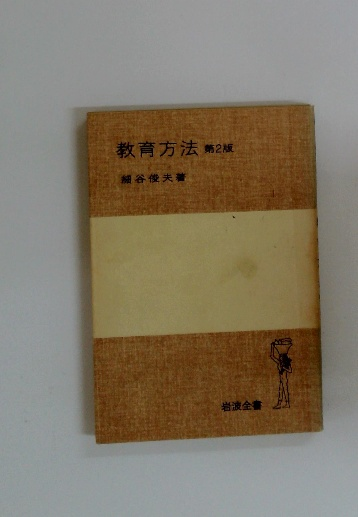 教育方法 第2版
細谷俊夫著
岩波全書